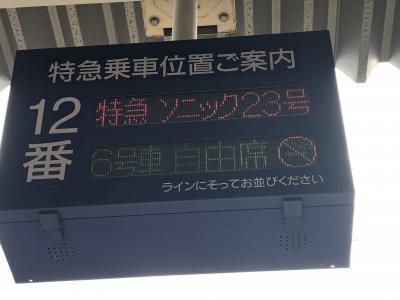 特急乗車位置ご案内
12番
特急 ソニック23号
6号車 自由席
ラインにそってお並びください